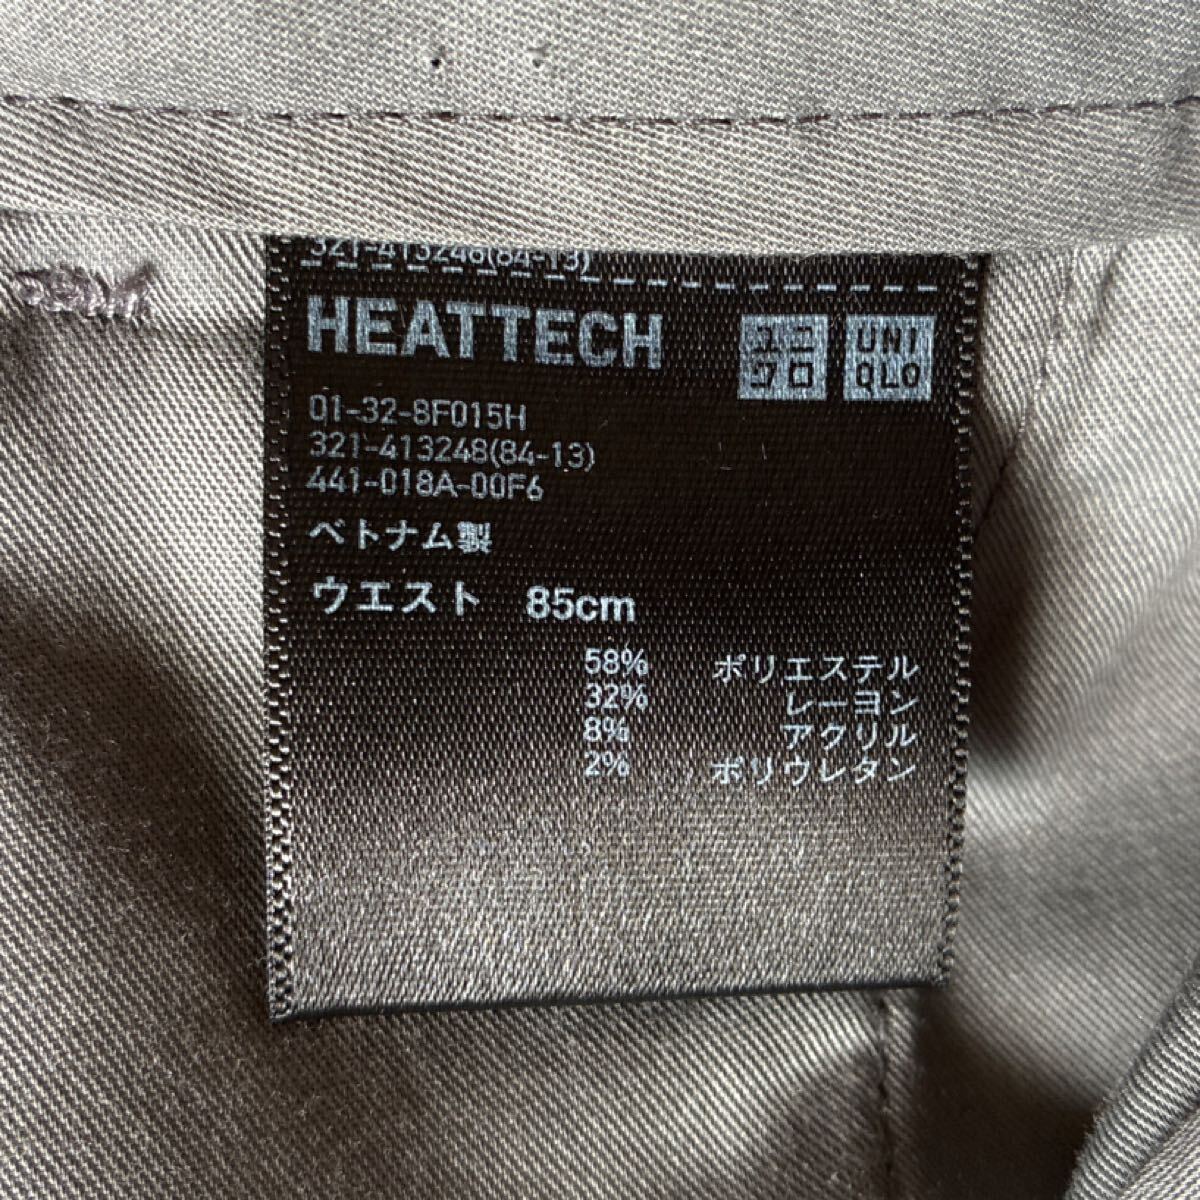 321-413248(84-13)
HEATTECH
ユニ
クロ
UNI
QLO
01-32-8F015H
321-413248(84-13)
441-018A-00F6
ベトナム製
ウエスト 85cm
58% ポリエステル
32% レーヨン
8% アクリル
2% ポリウレタン